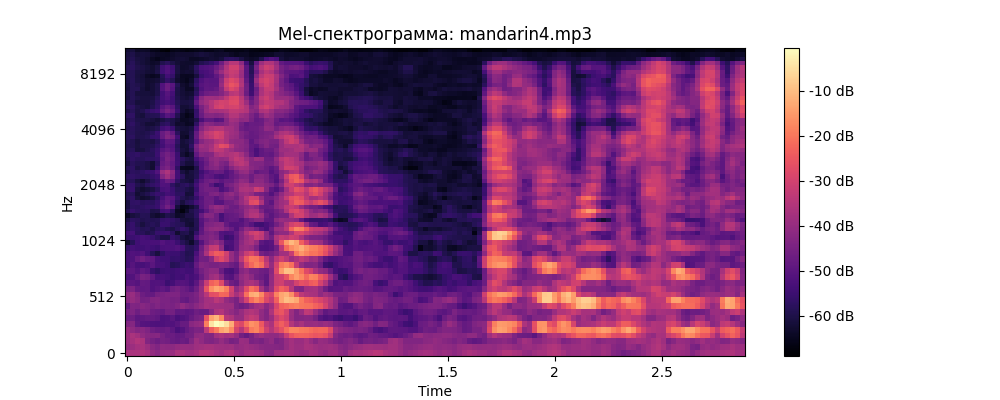 Mel-спектрограмма: mandarin4.mp3
Hz
8192
4096
2048
1024
512
0
0 0.5 1 1.5 2 2.5
Time
-10 dB
-20 dB
-30 dB
-40 dB
-50 dB
-60 dB